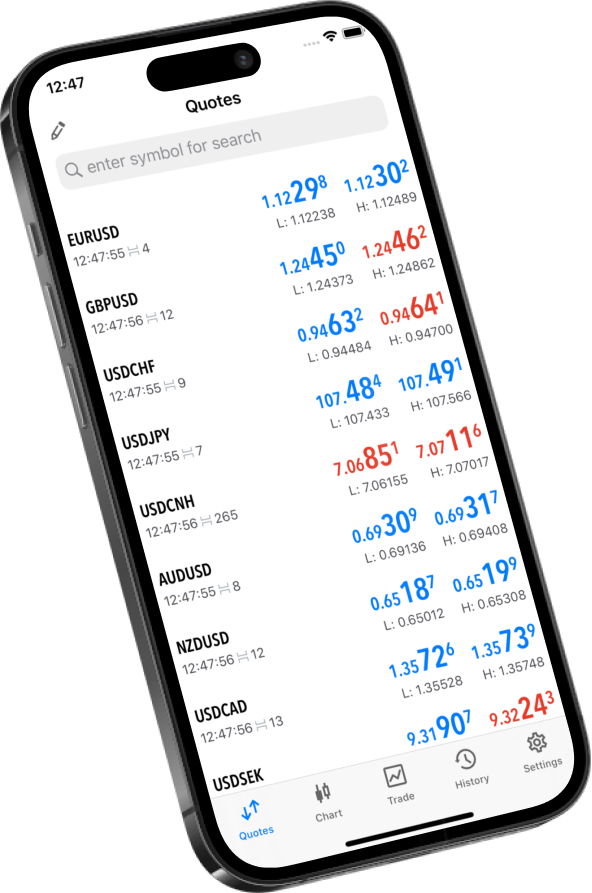 12:47
Quotes
enter symbol for search
EURUSD 1.12298 1.12302
12:47:55 4 L: 1.12238 H: 1.12489
GBPUSD 1.24450 1.24462
12:47:56 12 L: 1.24373 H: 1.24862
USDCHF 0.94632 0.94641
12:47:55 9 L: 0.94484 H: 0.94700
USDJPY 107.484 107.491
12:47:55 7 L: 107.433 H: 107.566
USDCNH 7.06851 7.07116
12:47:56 265 L: 7.06155 H: 7.07017
AUDUSD 0.69309 0.69317
12:47:55 8 L: 0.69136 H: 0.69408
NZDUSD 0.65187 0.65199
12:47:56 12 L: 0.65012 H: 0.65308
USDCAD 1.35726 1.35739
12:47:56 13 L: 1.35528 H: 1.35748
USDSEK 9.31907 9.32243
Quotes Chart Trade History Settings